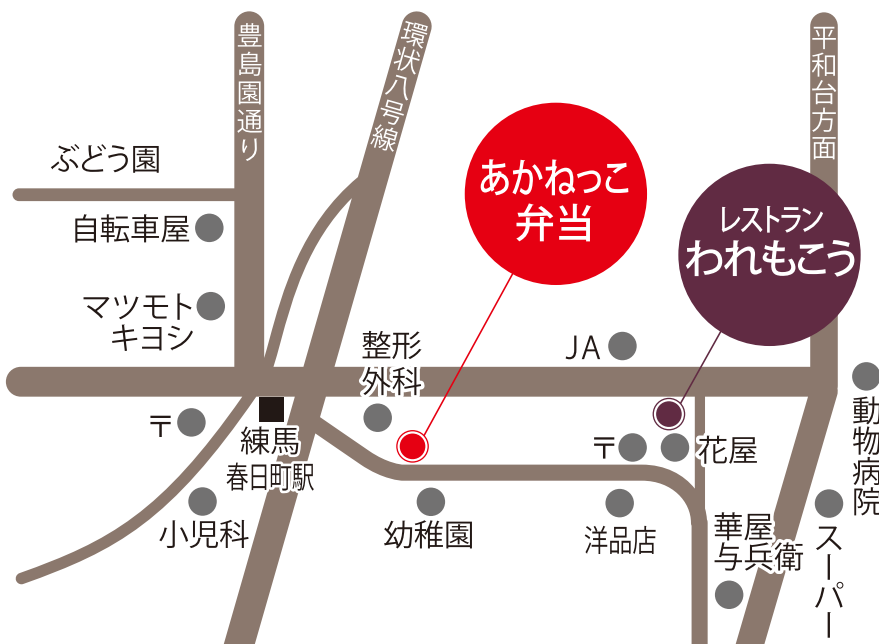 豊島園通り
環状八号線
平和台方面
ぶどう園
自転車屋
マツモト
キヨシ
あかねっこ
弁当
レストラン
われもこう
整形
外科
JA
〒
練馬
春日町駅
小児科
幼稚園
〒
花屋
洋品店
華屋
与兵衛
動物病院
スーパー